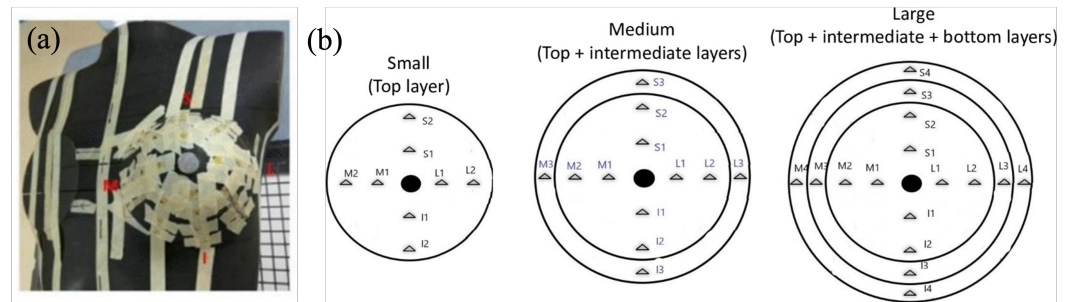 (a)
S
M
L
I
(b)
Small
(Top layer)
S2
S1
M2 M1 L1 L2
I1
I2
Medium
(Top + intermediate layers)
S3
S2
S1
M3 M2 M1 L1 L2 L3
I1
I2
I3
Large
(Top + intermediate + bottom layers)
S4
S3
S2
S1
M4 M3 M2 M1 L1 L2 L3 L4
I1
I2
I3
I4